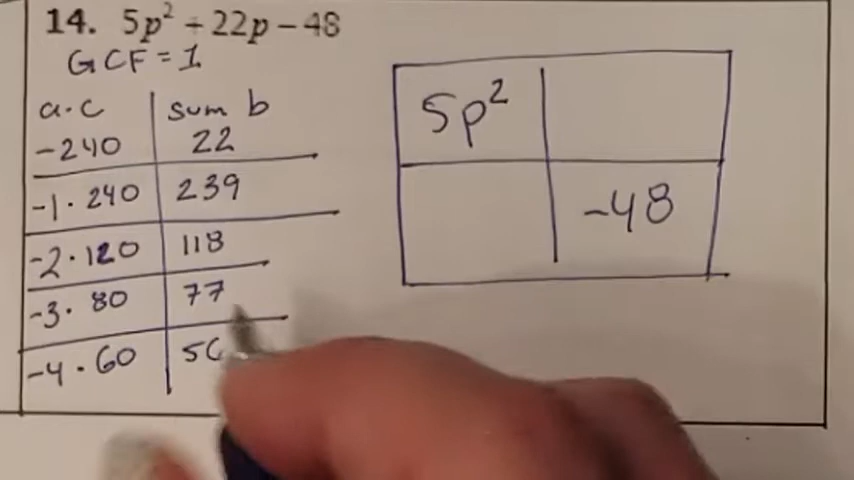 14. 5p² + 22p – 48
GCF = 1
a·c sum b
-240 22
-1·240 239
-2·120 118
-3·80 77
-4·60
5p²
-48